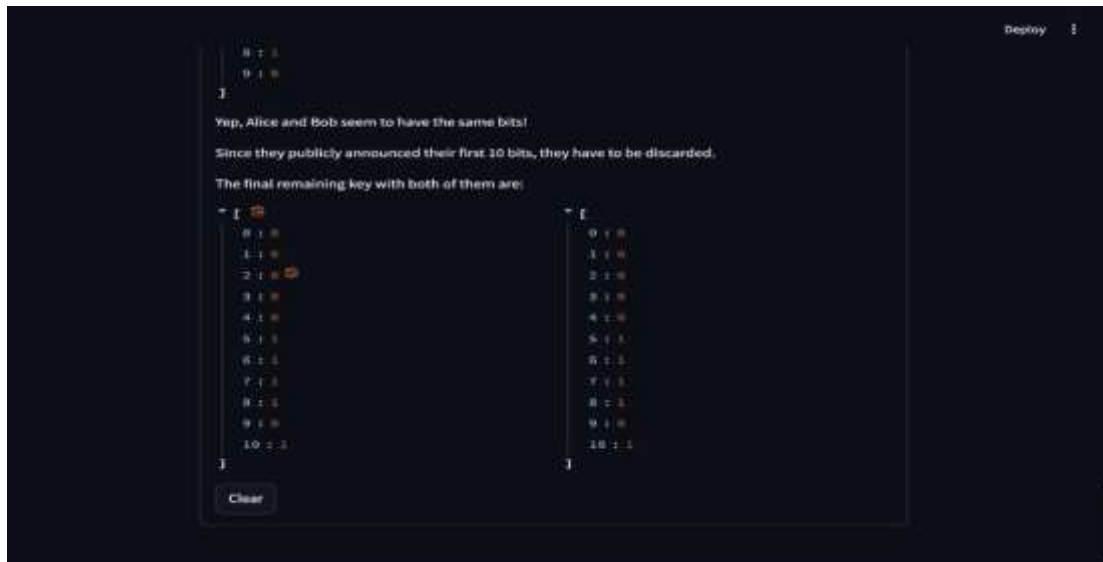 Deploy
8 : 1
9 : 0
]
Yep, Alice and Bob seem to have the same bits!
Since they publicly announced their first 10 bits, they have to be discarded.
The final remaining key with both of them are:
[
0 : 0
1 : 0
2 : 0
3 : 0
4 : 0
5 : 1
6 : 1
7 : 1
8 : 1
9 : 0
10 : 1
]
[
0 : 0
1 : 0
2 : 0
3 : 0
4 : 0
5 : 1
6 : 1
7 : 1
8 : 1
9 : 0
10 : 1
]
Clear